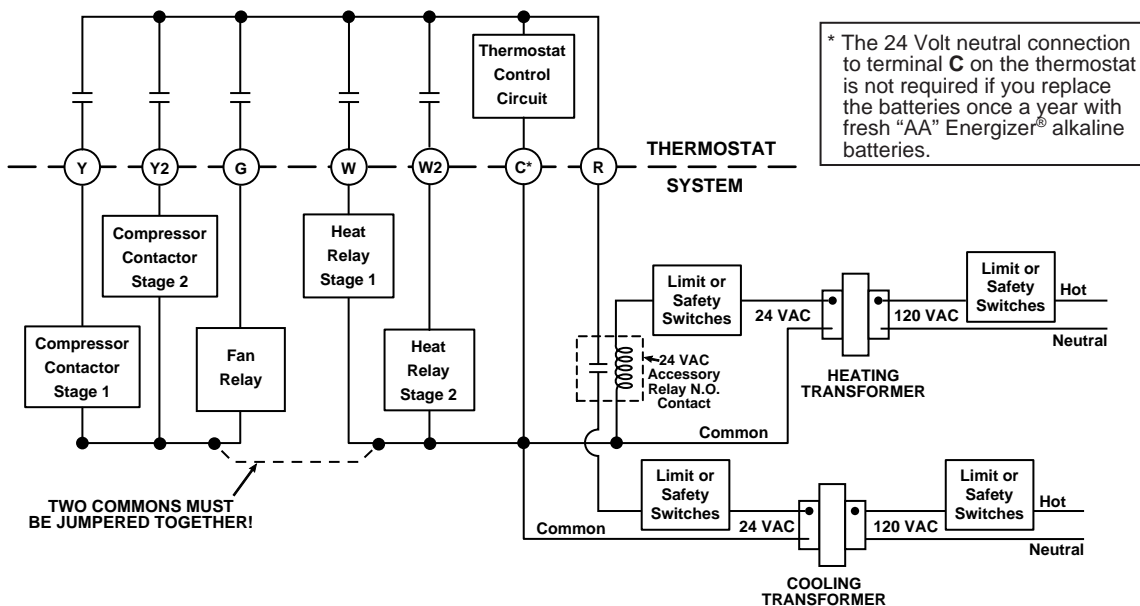 Thermostat
Control
Circuit
* The 24 Volt neutral connection
to terminal C on the thermostat
is not required if you replace
the batteries once a year with
fresh “AA” Energizer® alkaline
batteries.
THERMOSTAT
Y
Y2
G
W
W2
C*
R
SYSTEM
Compressor
Contactor
Stage 2
Heat
Relay
Stage 1
Limit or
Safety
Switches
24 VAC
120 VAC
Limit or
Safety
Switches
Hot
Neutral
Compressor
Contactor
Stage 1
Fan
Relay
Heat
Relay
Stage 2
24 VAC
Accessory
Relay N.O.
Contact
HEATING
TRANSFORMER
Common
TWO COMMONS MUST
BE JUMPERED TOGETHER!
Limit or
Safety
Switches
Common
24 VAC
120 VAC
Limit or
Safety
Switches
Hot
Neutral
COOLING
TRANSFORMER